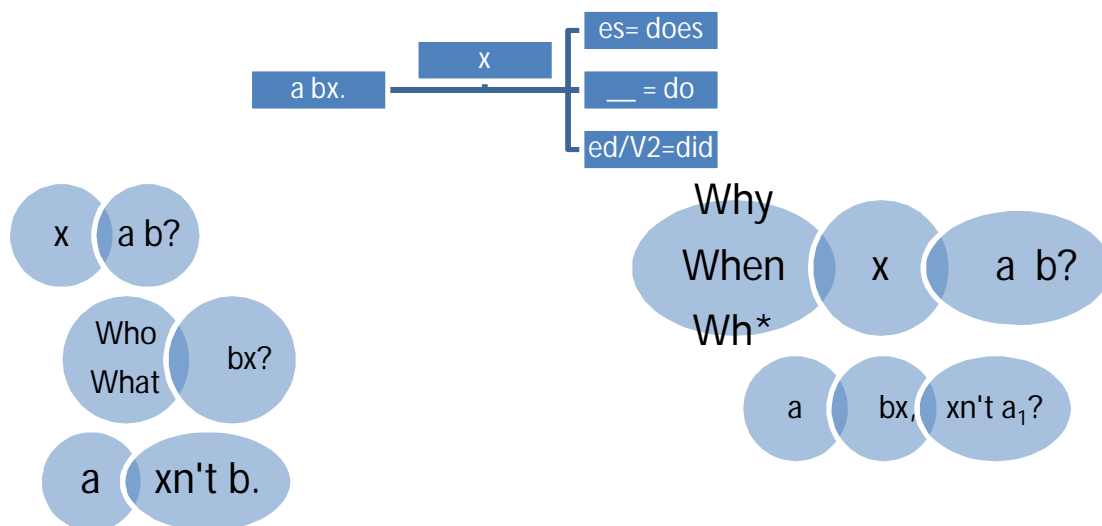 es= does
x
a bx.
__ = do
ed/V2=did
x
a b?
Who
What
bx?
a
xn't b.
Why
When
Wh*
x
a b?
a
bx,
xn't a₁?